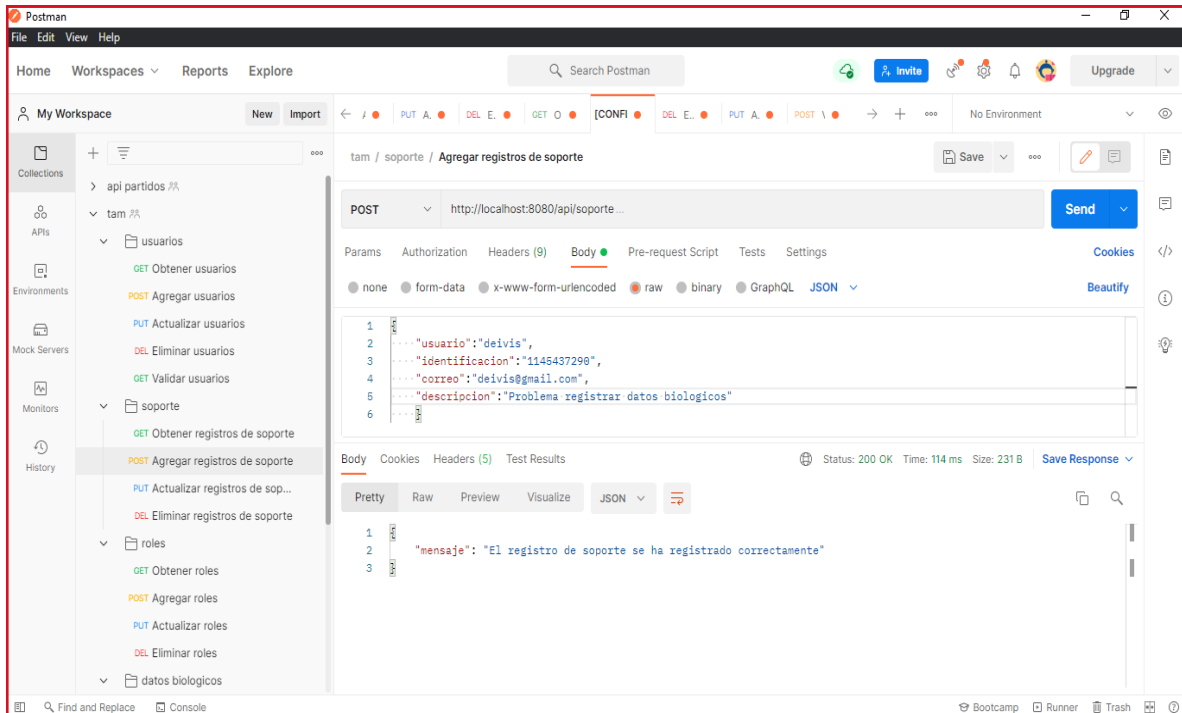 Postman
File Edit View Help
Home Workspaces Reports Explore
Search Postman
Invite
Upgrade
My Workspace
New Import
PUT A.
DEL E.
GET O
[CONFI
DEL E..
PUT A.
POST \
No Environment
Collections
APIs
Environments
Mock Servers
Monitors
History
api partidos
tam
usuarios
GET Obtener usuarios
POST Agregar usuarios
PUT Actualizar usuarios
DEL Eliminar usuarios
GET Validar usuarios
soporte
GET Obtener registros de soporte
POST Agregar registros de soporte
PUT Actualizar registros de sop...
DEL Eliminar registros de soporte
roles
GET Obtener roles
POST Agregar roles
PUT Actualizar roles
DEL Eliminar roles
datos biologicos
tam / soporte / Agregar registros de soporte
Save
POST
http://localhost:8080/api/soporte...
Send
Params Authorization Headers (9) Body Pre-request Script Tests Settings
Cookies
none form-data x-www-form-urlencoded raw binary GraphQL JSON
Beautify
1 {
2 ····"usuario":"deivis",
3 ····"identificacion":"1145437290",
4 ····"correo":"deivis@gmail.com",
5 ····"descripcion":"Problema·registrar·datos·biologicos"
6 ····}
Body Cookies Headers (5) Test Results
Status: 200 OK Time: 114 ms Size: 231 B
Save Response
Pretty Raw Preview Visualize JSON
1 {
2 "mensaje": "El registro de soporte se ha registrado correctamente"
3 }
Find and Replace Console
Bootcamp Runner Trash